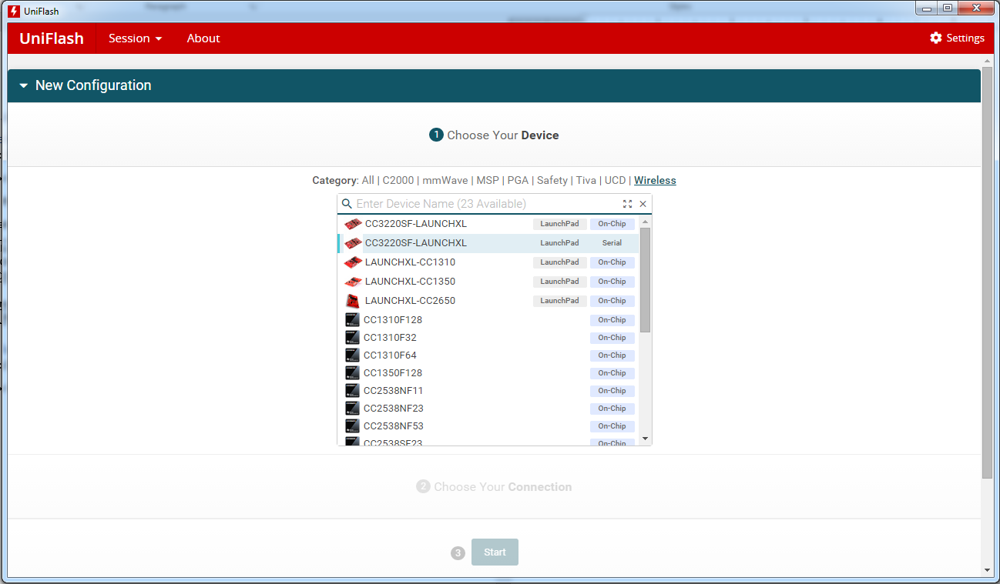 UniFlash
UniFlash Session About Settings
New Configuration
1 Choose Your Device
Category: All | C2000 | mmWave | MSP | PGA | Safety | Tiva | UCD | Wireless
Enter Device Name (23 Available)
CC3220SF-LAUNCHXL LaunchPad On-Chip
CC3220SF-LAUNCHXL LaunchPad Serial
LAUNCHXL-CC1310 LaunchPad On-Chip
LAUNCHXL-CC1350 LaunchPad On-Chip
LAUNCHXL-CC2650 LaunchPad On-Chip
CC1310F128 On-Chip
CC1310F32 On-Chip
CC1310F64 On-Chip
CC1350F128 On-Chip
CC2538NF11 On-Chip
CC2538NF23 On-Chip
CC2538NF53 On-Chip
CC2538SF23 On-Chip
2 Choose Your Connection
3 Start